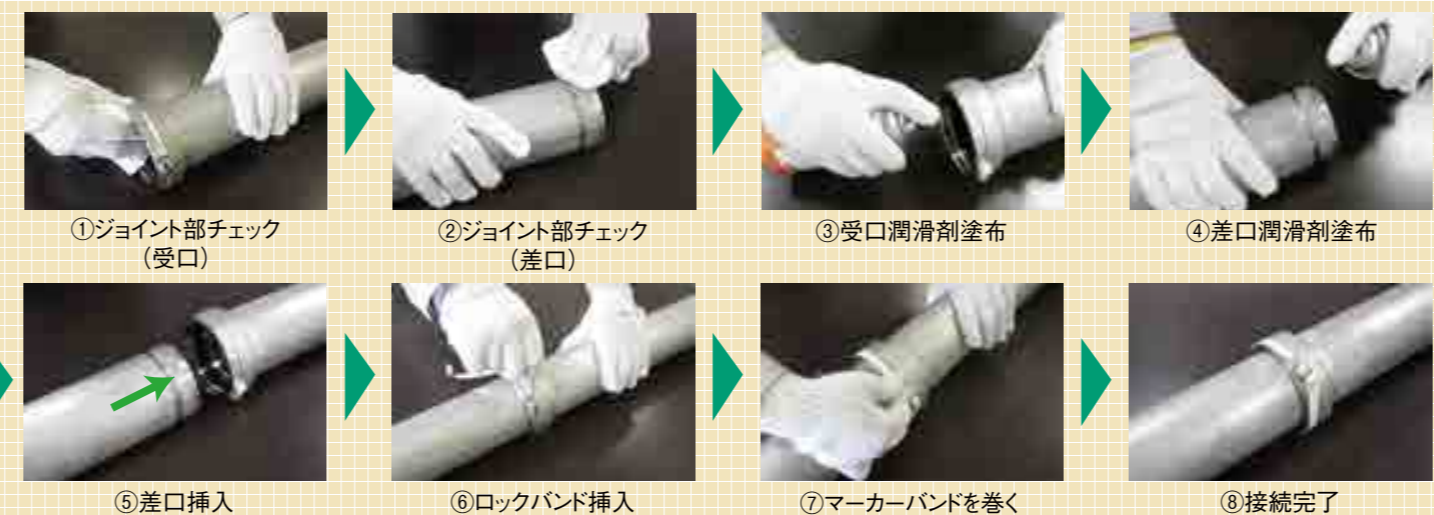 ①ジョイント部チェック
（受口）
②ジョイント部チェック
（差口）
③受口潤滑剤塗布
④差口潤滑剤塗布
⑤差口挿入
⑥ロックバンド挿入
⑦マーカーバンドを巻く
⑧接続完了